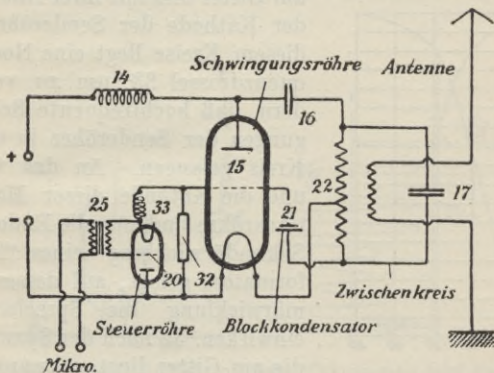 14
Schwingungsröhre
Antenne
16
+
15
22
17
-
25
33
21
20
32
Zwischenkreis
Steuerröhre
Blockkondensator
Mikro.